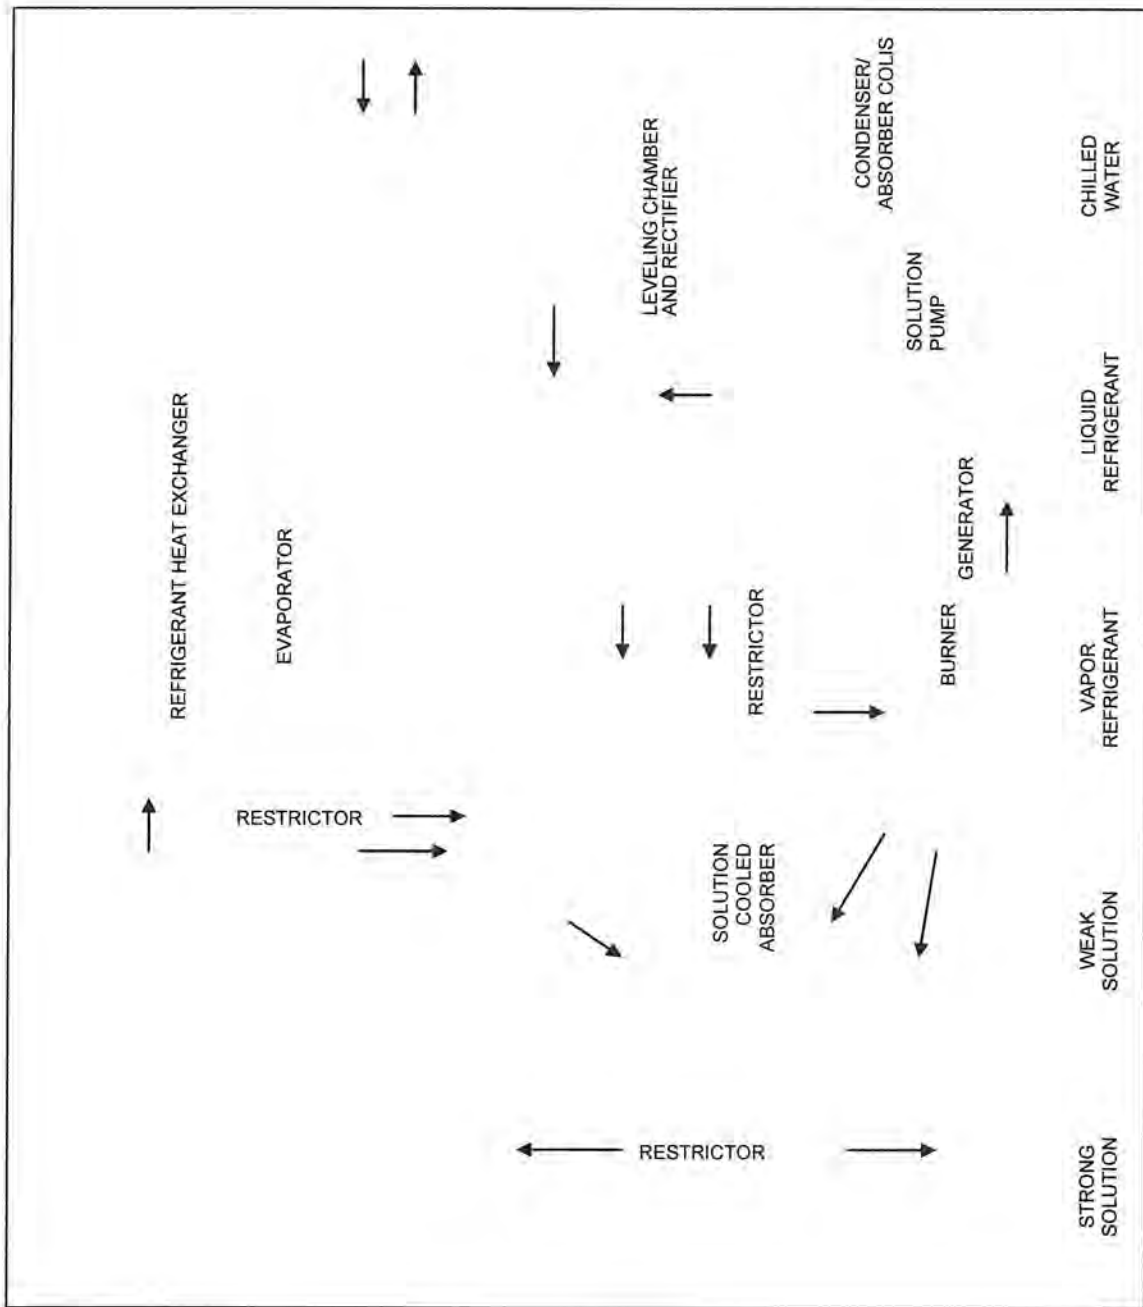 REFRIGERANT HEAT EXCHANGER
EVAPORATOR
RESTRICTOR
LEVELING CHAMBER
AND RECTIFIER
RESTRICTOR
SOLUTION
COOLED
ABSORBER
RESTRICTOR
CONDENSER/
ABSORBER COLIS
SOLUTION
PUMP
GENERATOR
BURNER
STRONG
SOLUTION
WEAK
SOLUTION
VAPOR
REFRIGERANT
LIQUID
REFRIGERANT
CHILLED
WATER